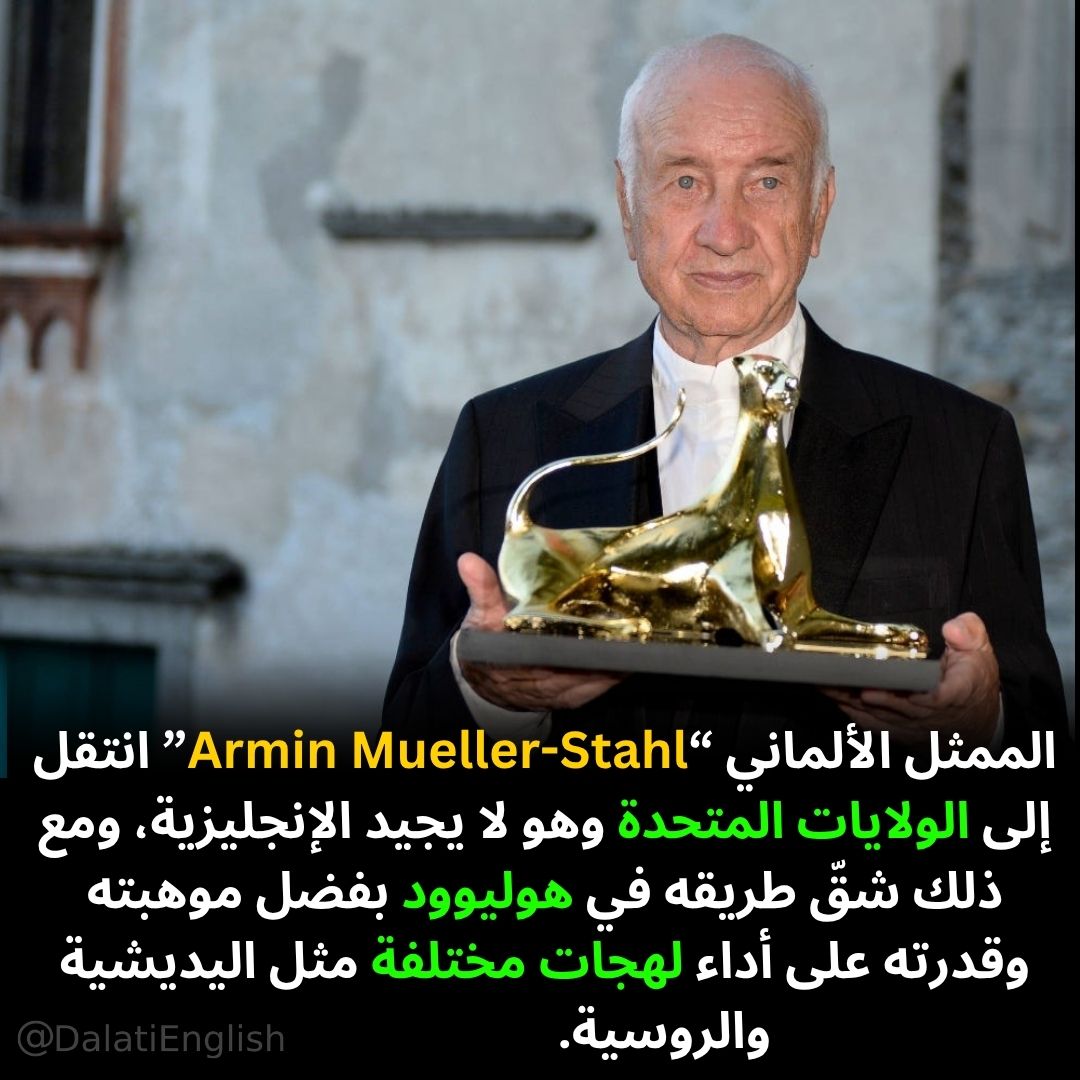 الممثل الألماني “Armin Mueller-Stahl” انتقل
إلى الولايات المتحدة وهو لا يجيد الإنجليزية، ومع
ذلك شقّ طريقه في هوليوود بفضل موهبته
وقدرته على أداء لهجات مختلفة مثل اليديشية
والروسية.
@DalatiEnglish